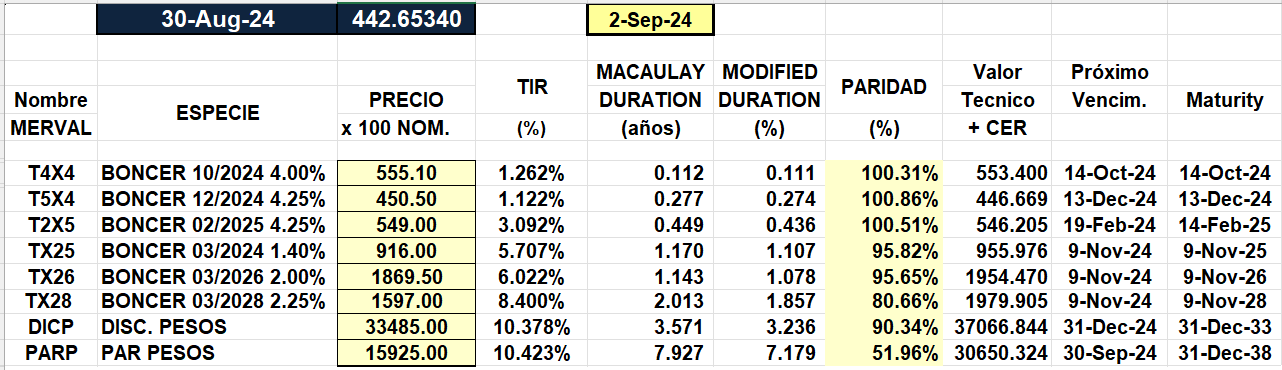 30-Aug-24 442.65340 2-Sep-24
Nombre MERVAL ESPECIE PRECIO x 100 NOM. TIR (%) MACAULAY DURATION (años) MODIFIED DURATION (%) PARIDAD (%) Valor Tecnico + CER Próximo Vencim. Maturity
T4X4 BONCER 10/2024 4.00% 555.10 1.262% 0.112 0.111 100.31% 553.400 14-Oct-24 14-Oct-24
T5X4 BONCER 12/2024 4.25% 450.50 1.122% 0.277 0.274 100.86% 446.669 13-Dec-24 13-Dec-24
T2X5 BONCER 02/2025 4.25% 549.00 3.092% 0.449 0.436 100.51% 546.205 19-Feb-24 14-Feb-25
TX25 BONCER 03/2024 1.40% 916.00 5.707% 1.170 1.107 95.82% 955.976 9-Nov-24 9-Nov-25
TX26 BONCER 03/2026 2.00% 1869.50 6.022% 1.143 1.078 95.65% 1954.470 9-Nov-24 9-Nov-26
TX28 BONCER 03/2028 2.25% 1597.00 8.400% 2.013 1.857 80.66% 1979.905 9-Nov-24 9-Nov-28
DICP DISC. PESOS 33485.00 10.378% 3.571 3.236 90.34% 37066.844 31-Dec-24 31-Dec-33
PARP PAR PESOS 15925.00 10.423% 7.927 7.179 51.96% 30650.324 30-Sep-24 31-Dec-38